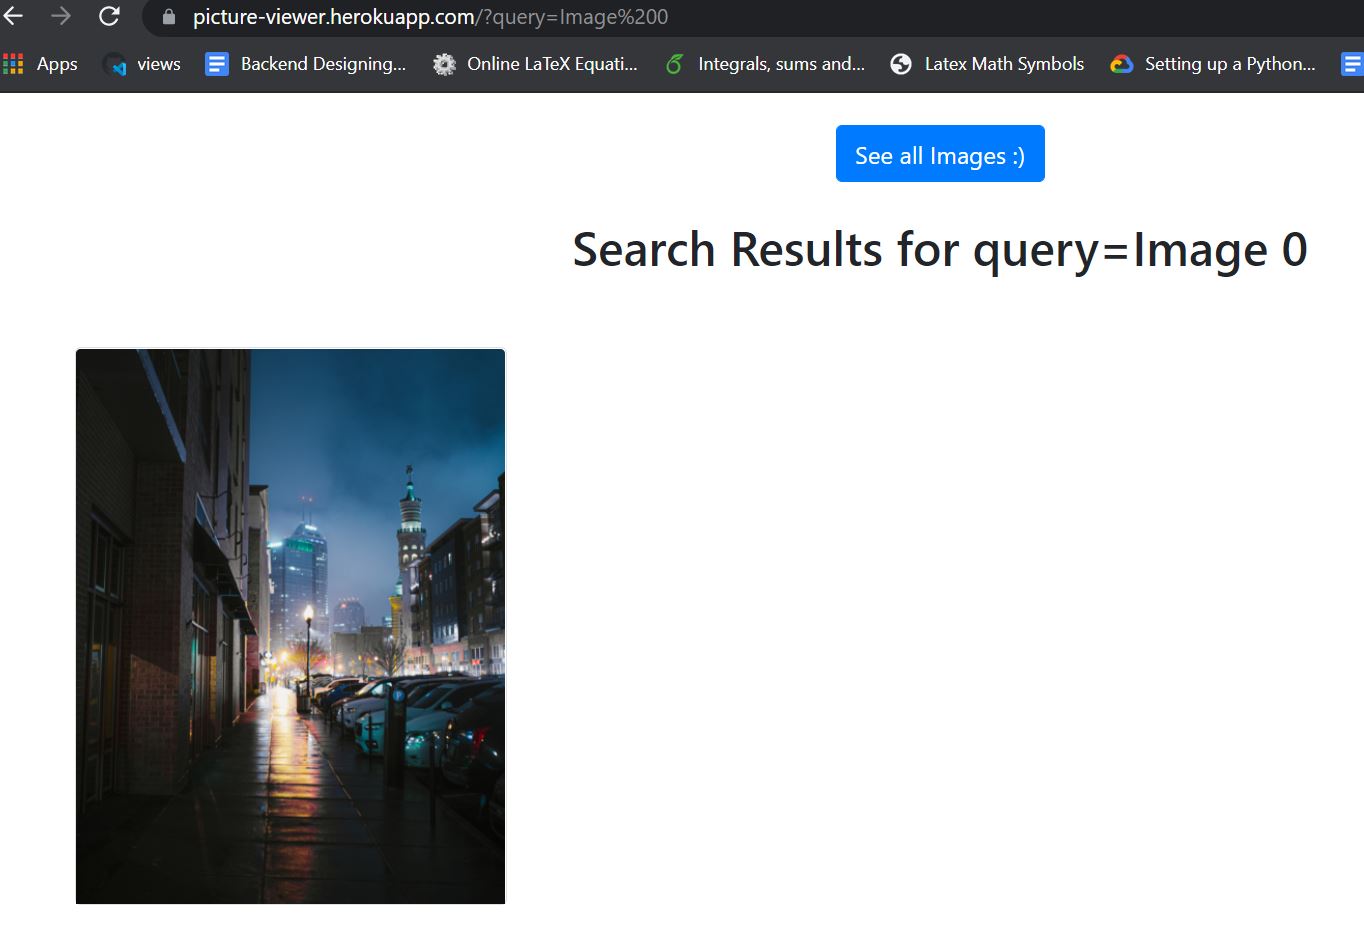 picture-viewer.herokuapp.com/?query=Image%200
Apps views Backend Designing... Online LaTeX Equati... Integrals, sums and... Latex Math Symbols Setting up a Python...
See all Images :)
Search Results for query=Image 0
P